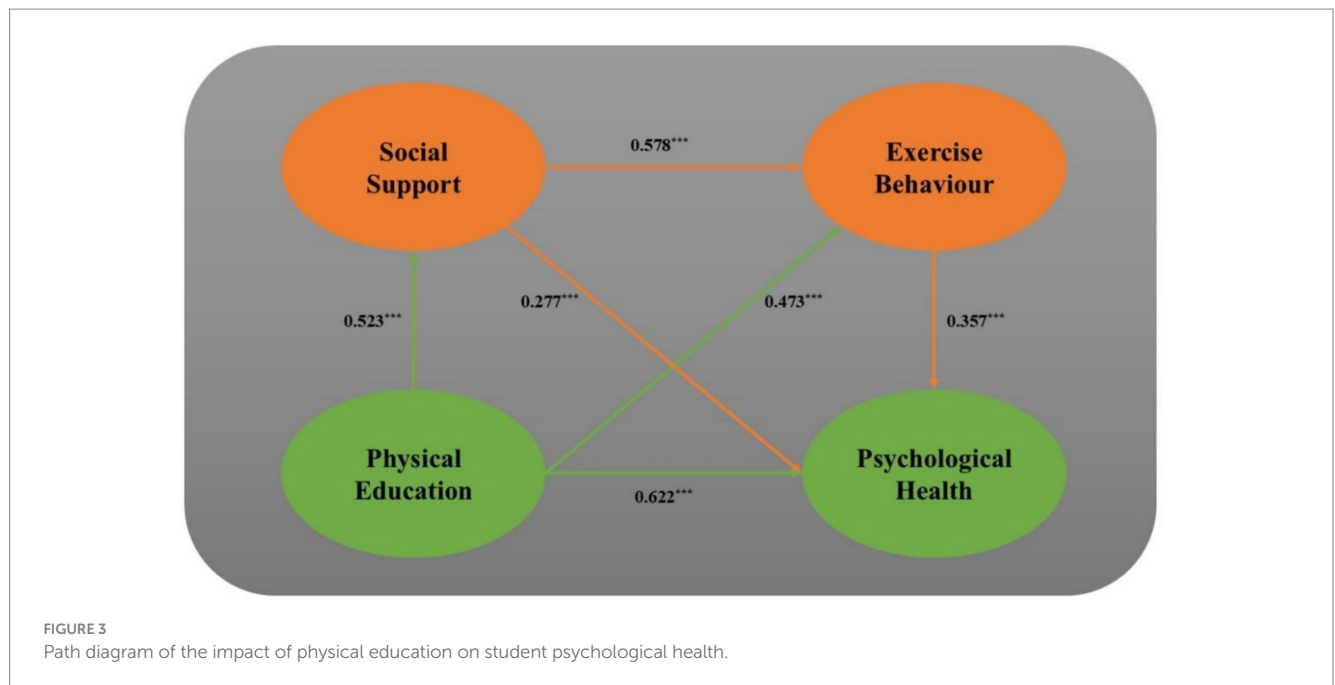 Social
Support
0.578***
Exercise
Behaviour
0.523***
0.277***
0.473***
0.357***
Physical
Education
0.622***
Psychological
Health
FIGURE 3
Path diagram of the impact of physical education on student psychological health.